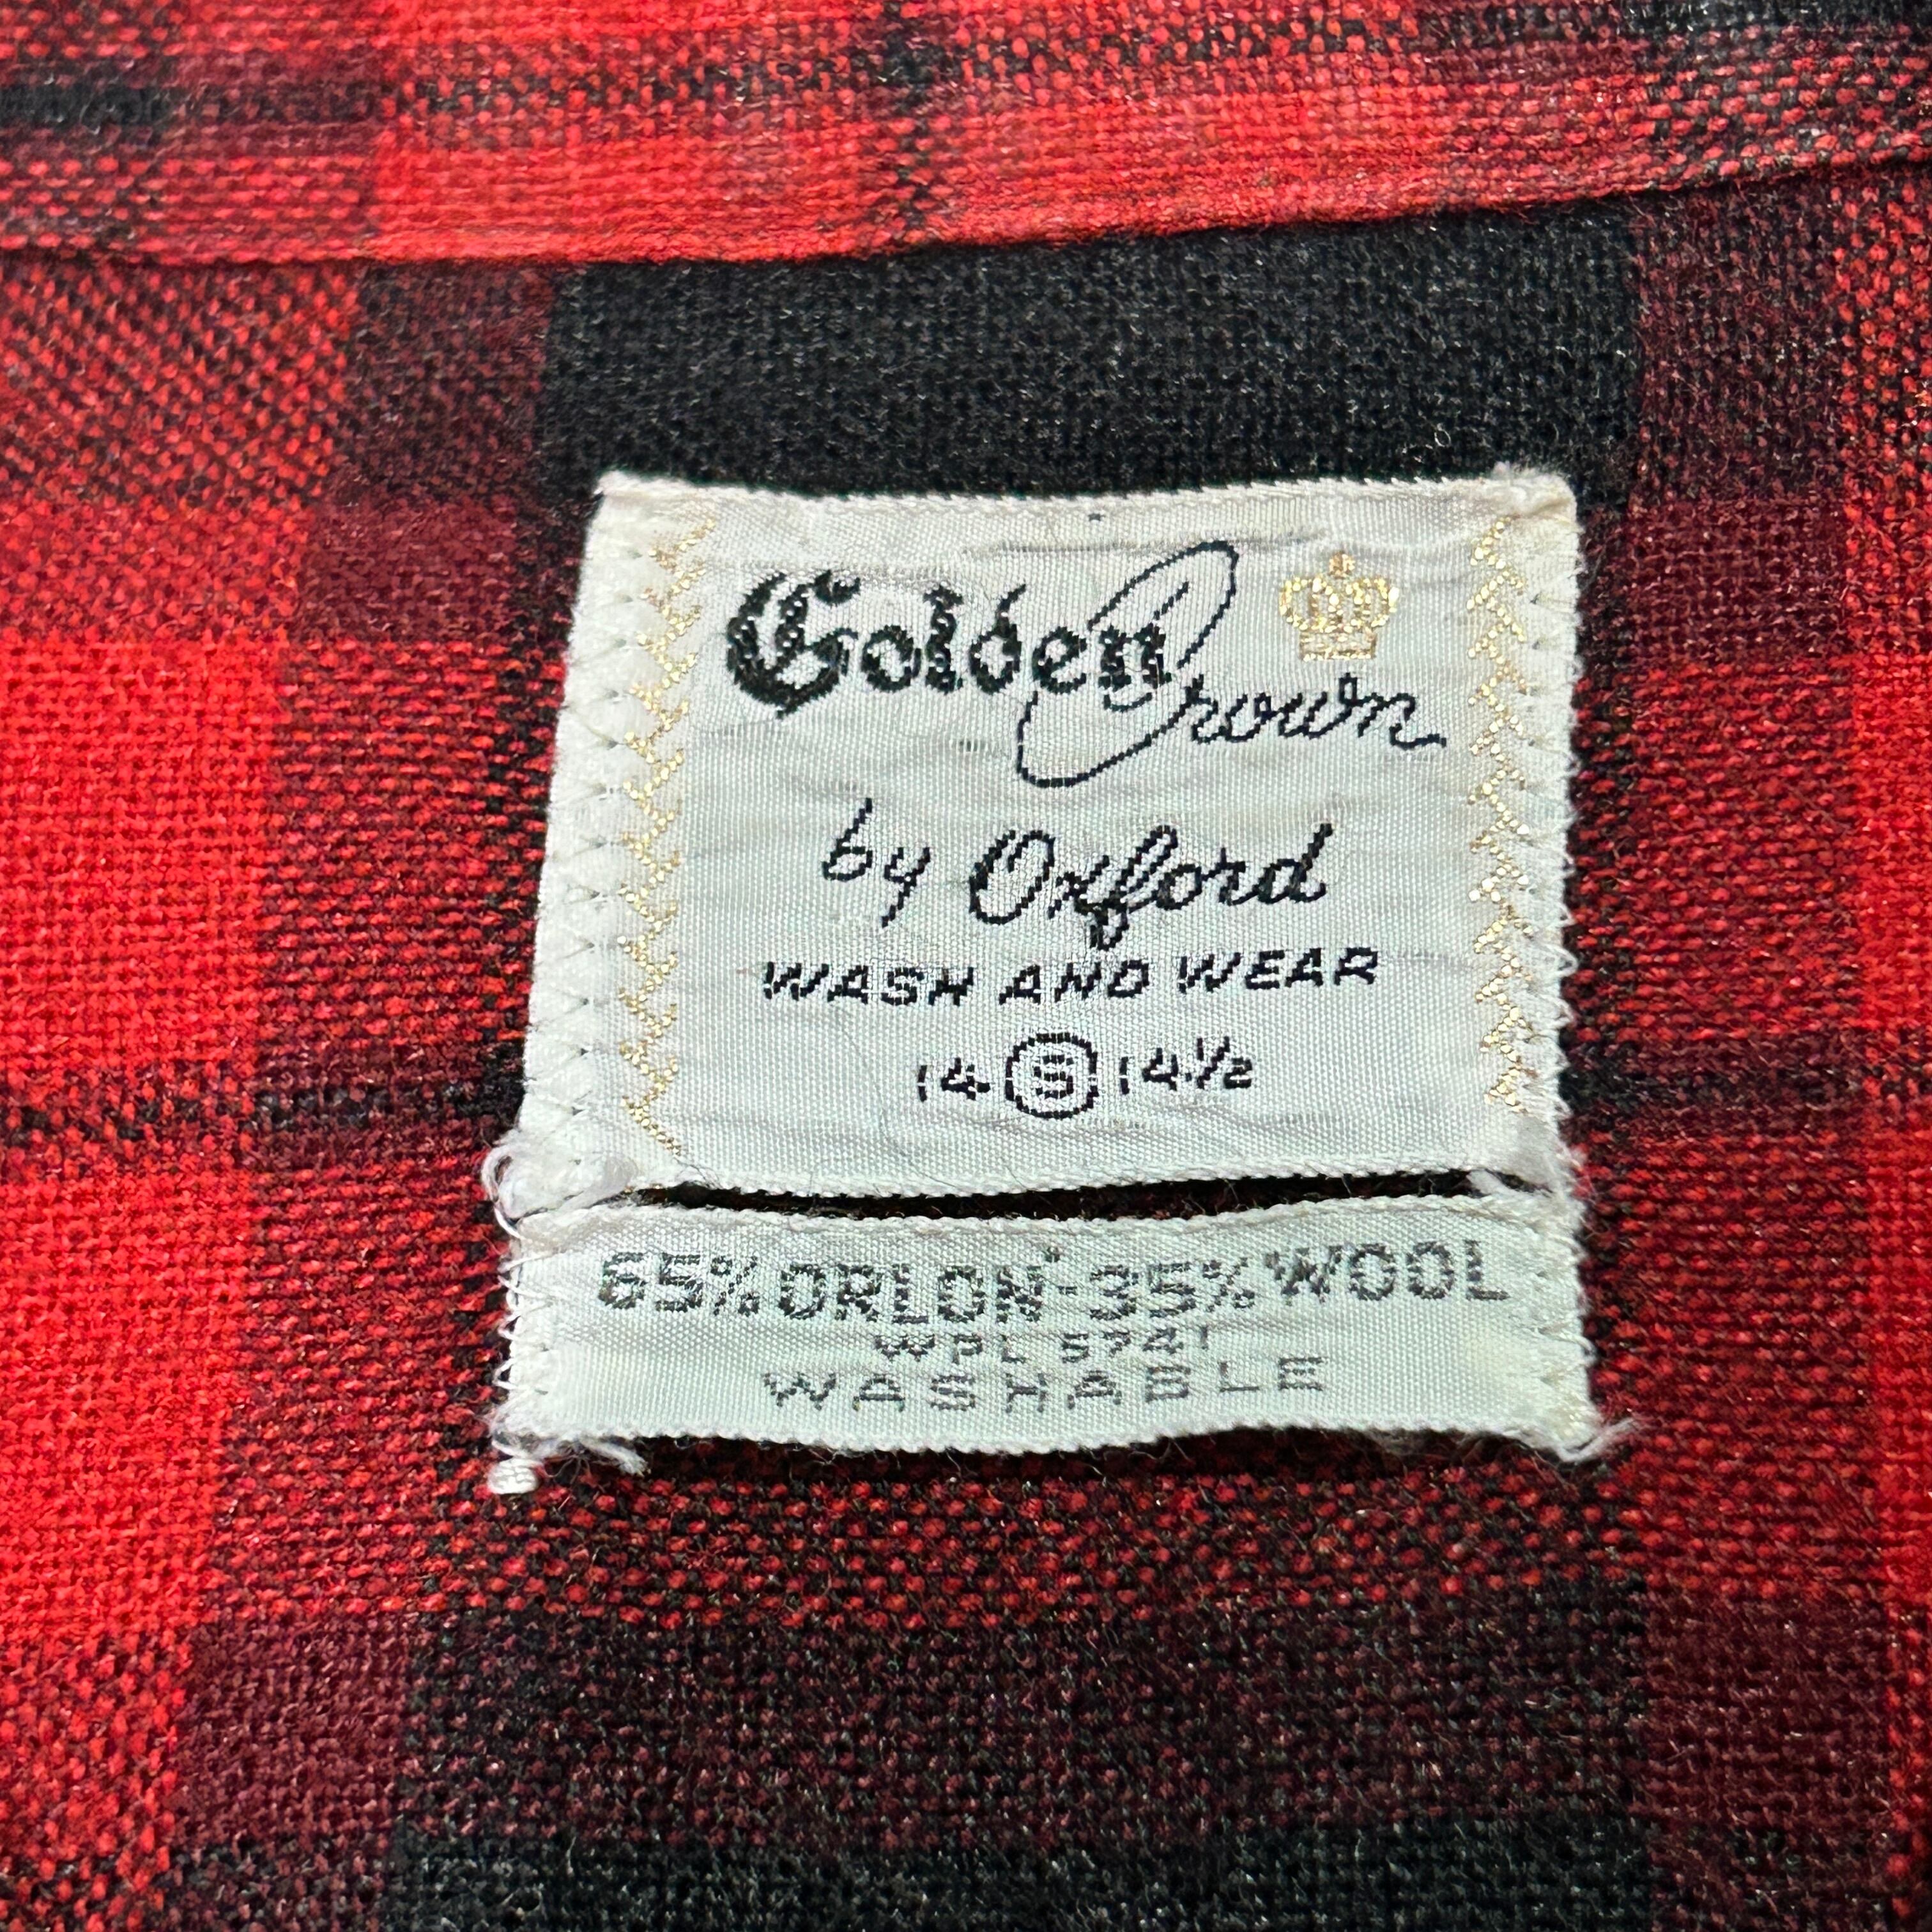 Golden Crown
by Oxford
WASH AND WEAR
14 S 14½
65% ORLON*-35% WOOL
WPL 5741
WASHABLE